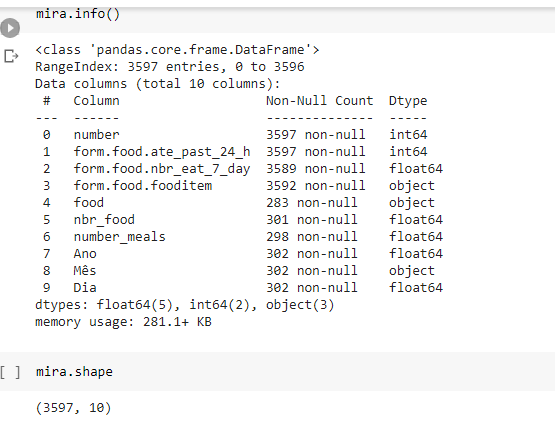 mira.info()
<class 'pandas.core.frame.DataFrame'>
RangeIndex: 3597 entries, 0 to 3596
Data columns (total 10 columns):
 #   Column                    Non-Null Count  Dtype
---  ------                    --------------  -----
 0   number                    3597 non-null   int64
 1   form.food.ate_past_24_h   3597 non-null   int64
 2   form.food.nbr_eat_7_day   3589 non-null   float64
 3   form.food.fooditem        3592 non-null   object
 4   food                      283 non-null    object
 5   nbr_food                  301 non-null    float64
 6   number_meals              298 non-null    float64
 7   Ano                       302 non-null    float64
 8   Mês                       302 non-null    object
 9   Dia                       302 non-null    float64
dtypes: float64(5), int64(2), object(3)
memory usage: 281.1+ KB
[ ] mira.shape
(3597, 10)